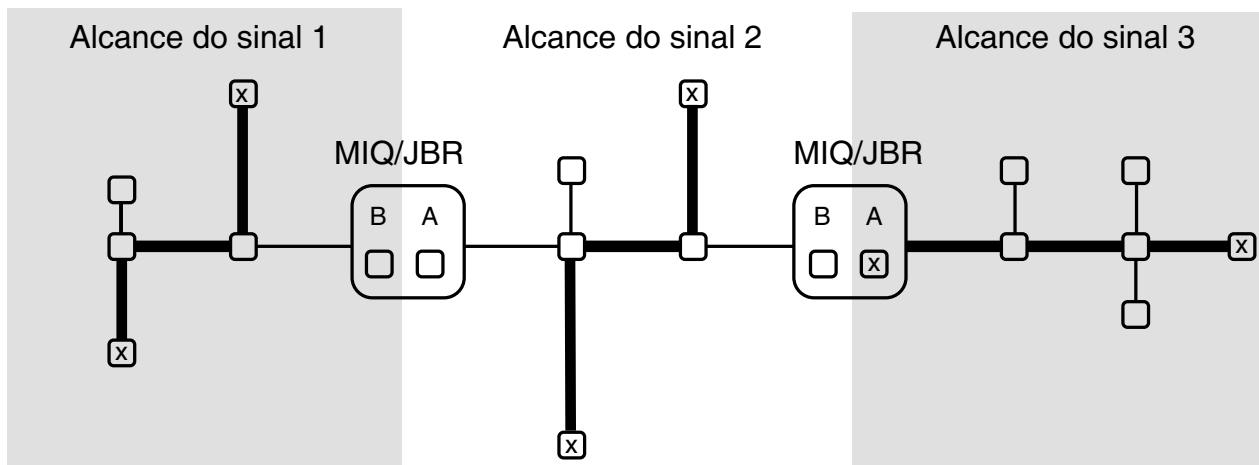 Alcance do sinal 1
Alcance do sinal 2
Alcance do sinal 3
x
x
MIQ/JBR
MIQ/JBR
B A
B A
x
x
x
x
x